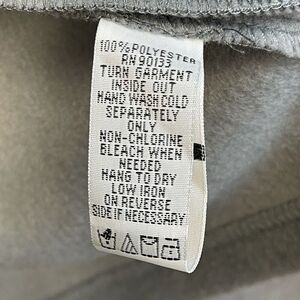 100% POLYESTER
RN 90133
TURN GARMENT
INSIDE OUT
HAND WASH COLD
SEPARATELY
ONLY
NON-CHLORINE
BLEACH WHEN
NEEDED
HANG TO DRY
LOW IRON
ON REVERSE
SIDE IF NECESSARY